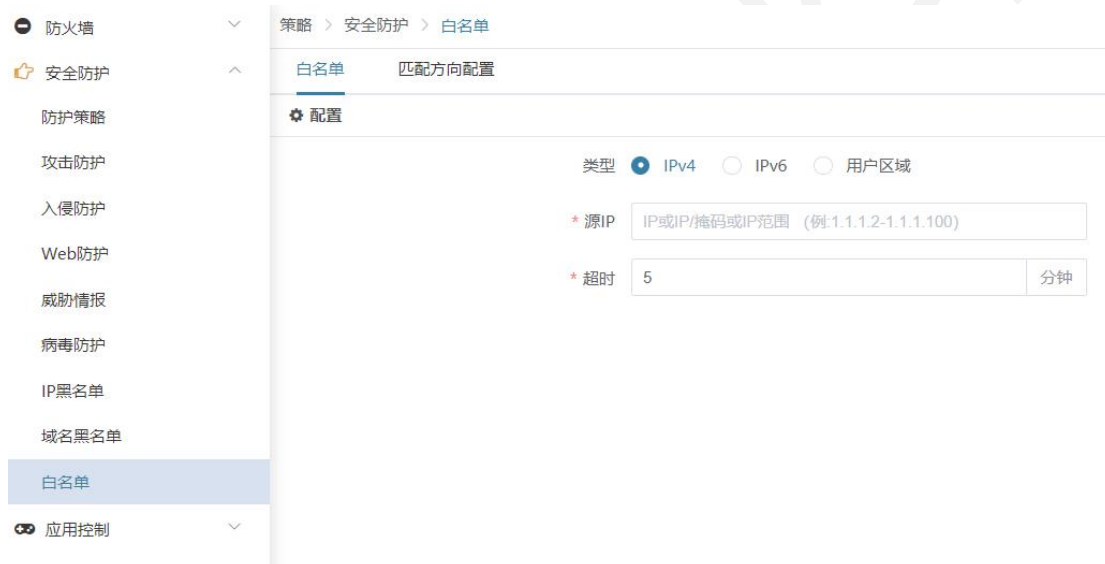 防火墙
安全防护
防护策略
攻击防护
入侵防护
Web防护
威胁情报
病毒防护
IP黑名单
域名黑名单
白名单
应用控制
策略 > 安全防护 > 白名单
白名单 匹配方向配置
配置
类型 IPv4 IPv6 用户区域
* 源IP IP或IP/掩码或IP范围 (例:1.1.1.2-1.1.1.100)
* 超时 5 分钟